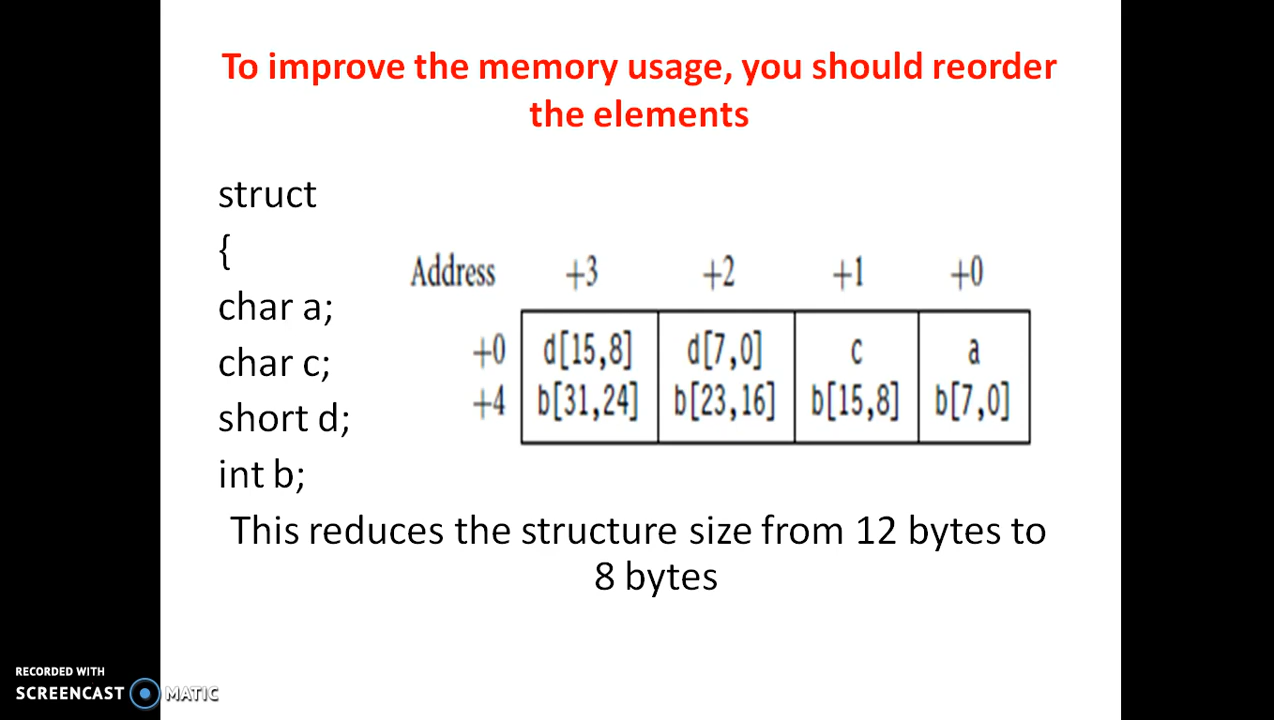 To improve the memory usage, you should reorder
the elements
struct
{
char a;
char c;
short d;
int b;
Address +3 +2 +1 +0
+0 d[15,8] d[7,0] c a
+4 b[31,24] b[23,16] b[15,8] b[7,0]
This reduces the structure size from 12 bytes to
8 bytes
RECORDED WITH
SCREENCAST MATIC